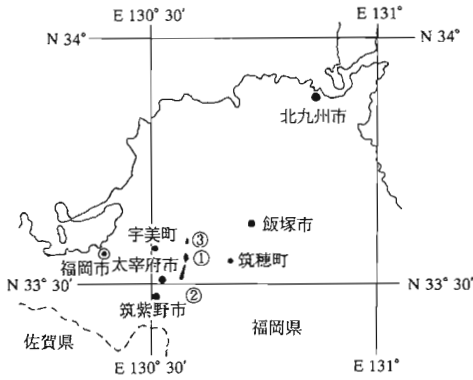 E 130° 30′
E 131°
N 34°
N 34°
北九州市
飯塚市
宇美町
③
①
筑穂町
福岡市
太宰府市
N 33° 30′
N 33° 30′
筑紫野市
②
佐賀県
福岡県
E 130° 30′
E 131°